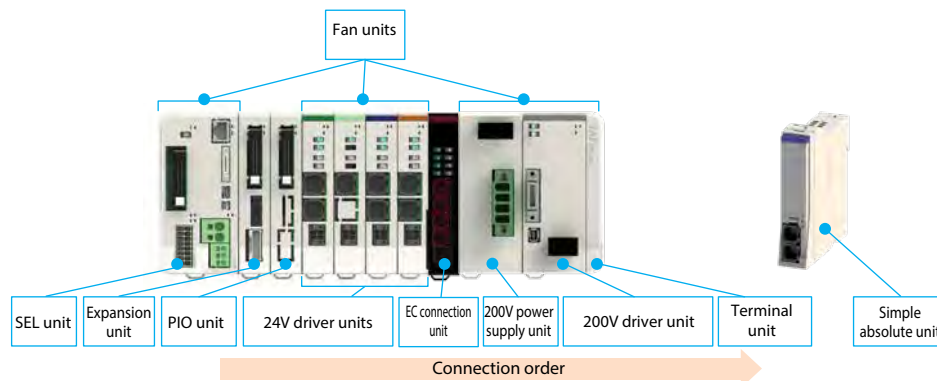 Fan units
SEL unit
Expansion
unit
PIO unit
24V driver units
EC connection
unit
200V power
supply unit
200V driver unit
Terminal
unit
Simple
absolute unit
Connection order